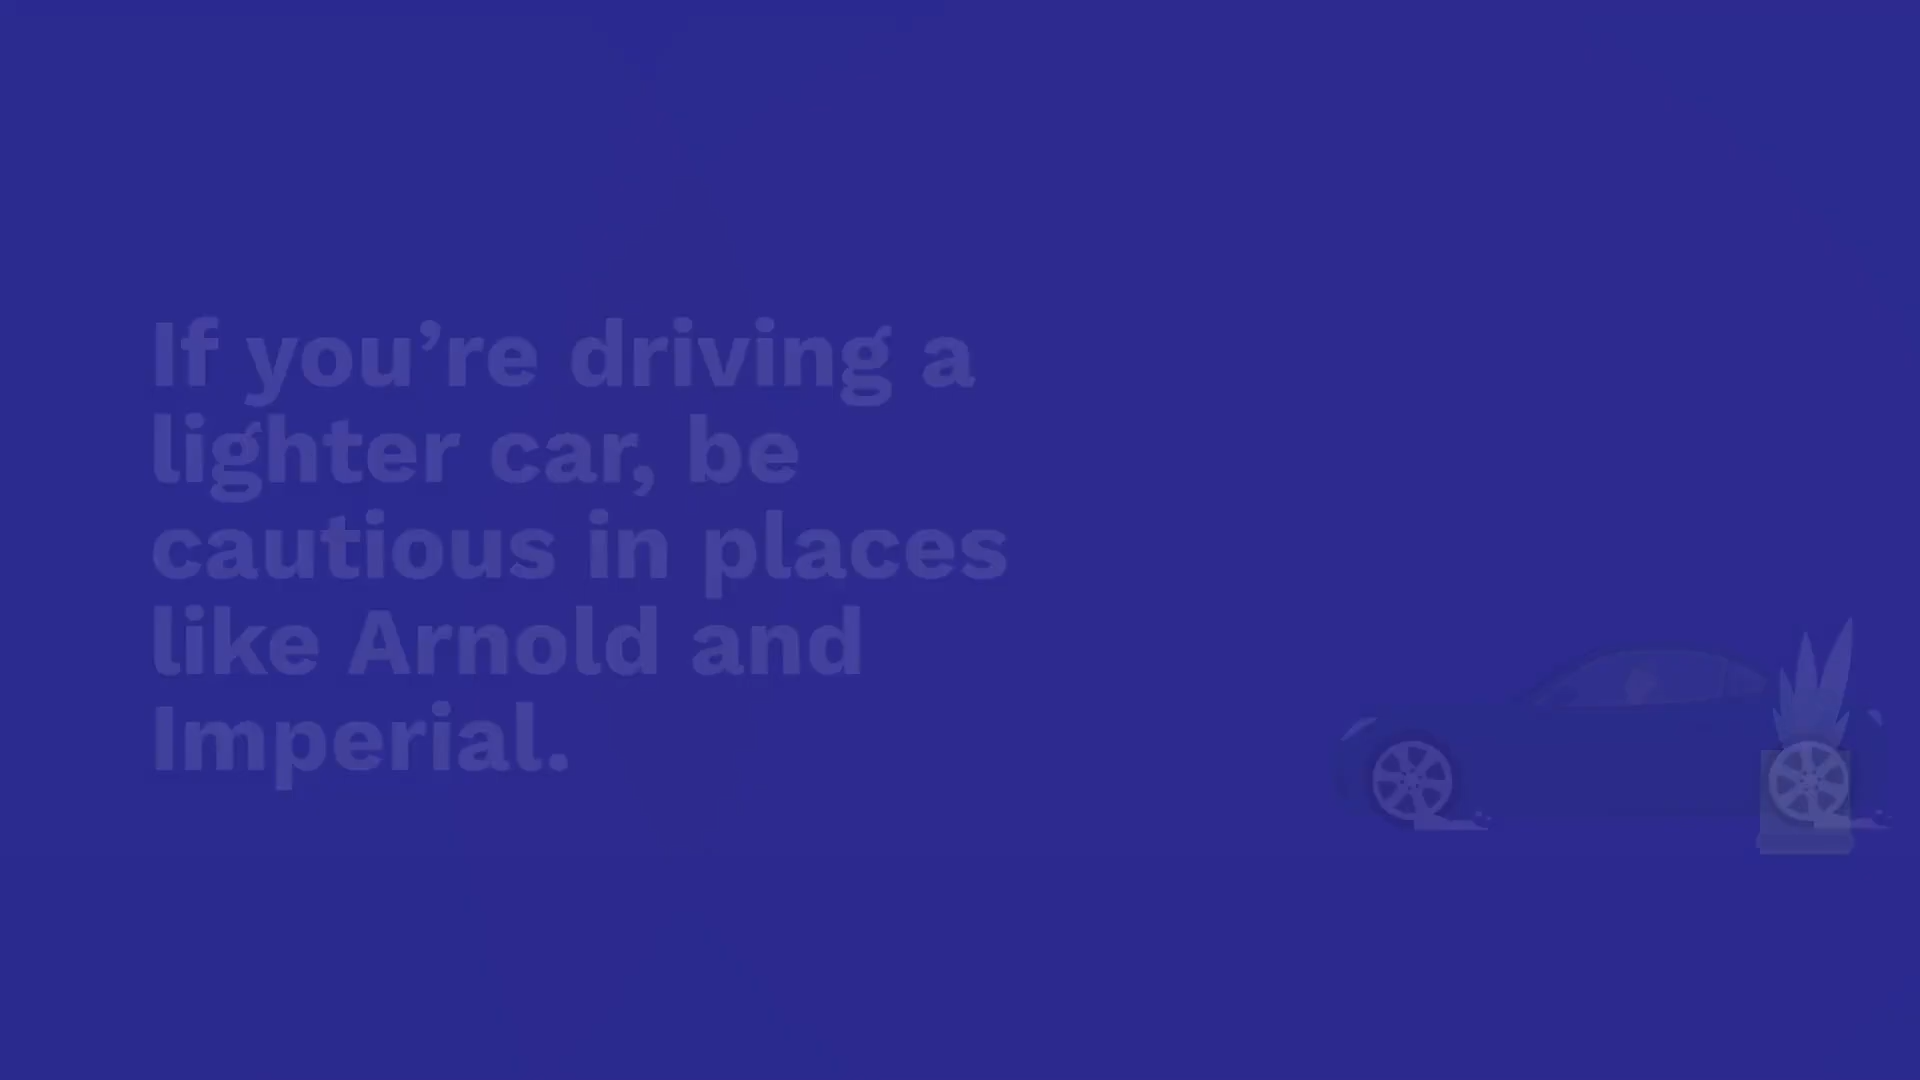 If you’re driving a
lighter car, be
cautious in places
like Arnold and
Imperial.